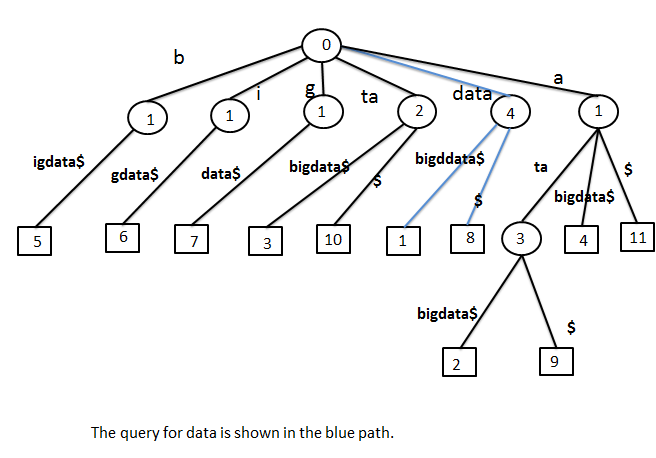 0
b
i
g
ta
data
a
1
1
1
2
4
1
igdata$
gdata$
data$
bigdata$
$
bigddata$
$
ta
bigdata$
$
5
6
7
3
10
1
8
3
4
11
bigdata$
$
2
9
The query for data is shown in the blue path.